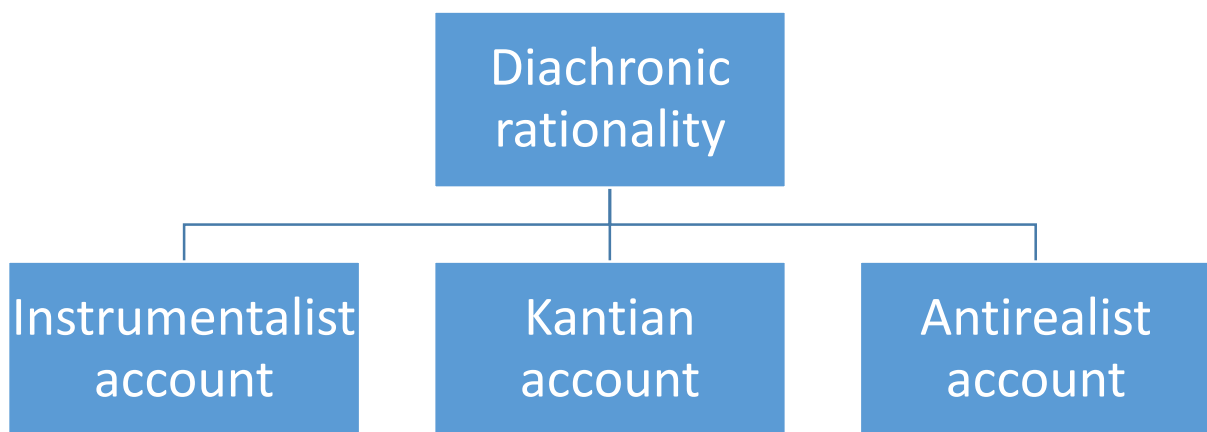 Diachronic
rationality
Instrumentalist
account
Kantian
account
Antirealist
account